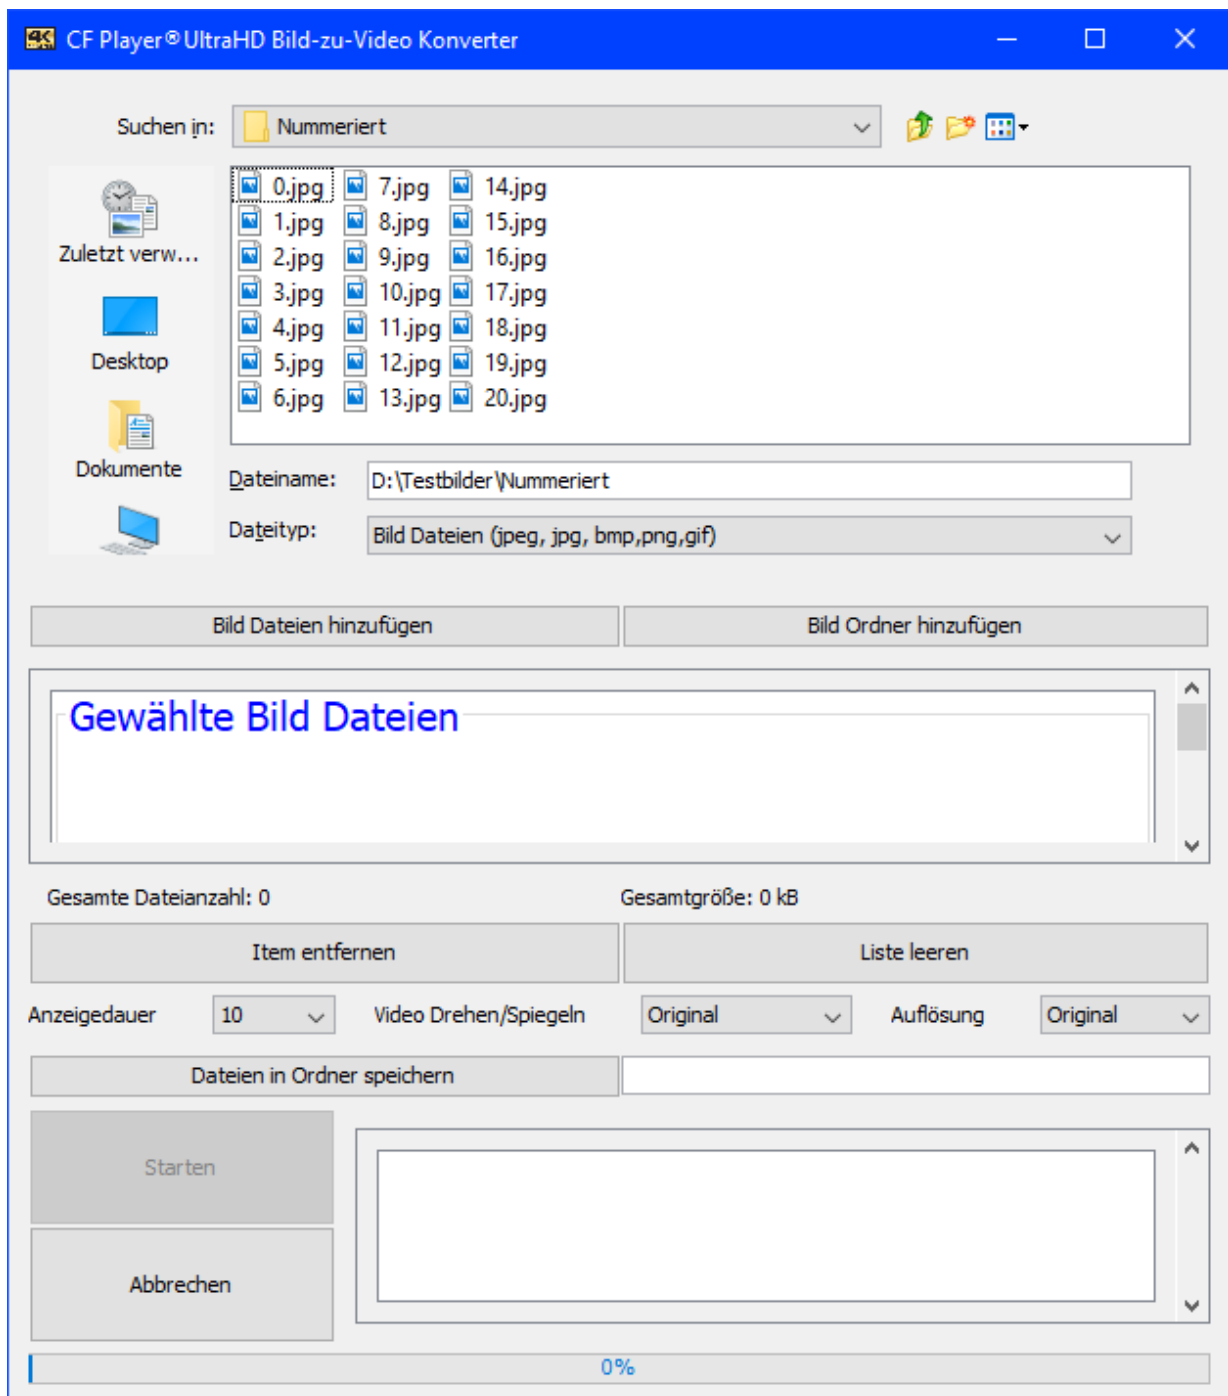 4K CF Player® UltraHD Bild-zu-Video Konverter
Suchen in: Nummeriert
0.jpg 7.jpg 14.jpg
1.jpg 8.jpg 15.jpg
2.jpg 9.jpg 16.jpg
3.jpg 10.jpg 17.jpg
4.jpg 11.jpg 18.jpg
5.jpg 12.jpg 19.jpg
6.jpg 13.jpg 20.jpg
Zuletzt verw...
Desktop
Dokumente
Dateiname: D:\Testbilder\Nummeriert
Dateityp: Bild Dateien (jpeg, jpg, bmp,png,gif)
Bild Dateien hinzufügen Bild Ordner hinzufügen
Gewählte Bild Dateien
Gesamte Dateianzahl: 0 Gesamtgröße: 0 kB
Item entfernen Liste leeren
Anzeigedauer 10 Video Drehen/Spiegeln Original Auflösung Original
Dateien in Ordner speichern
Starten
Abbrechen
0%